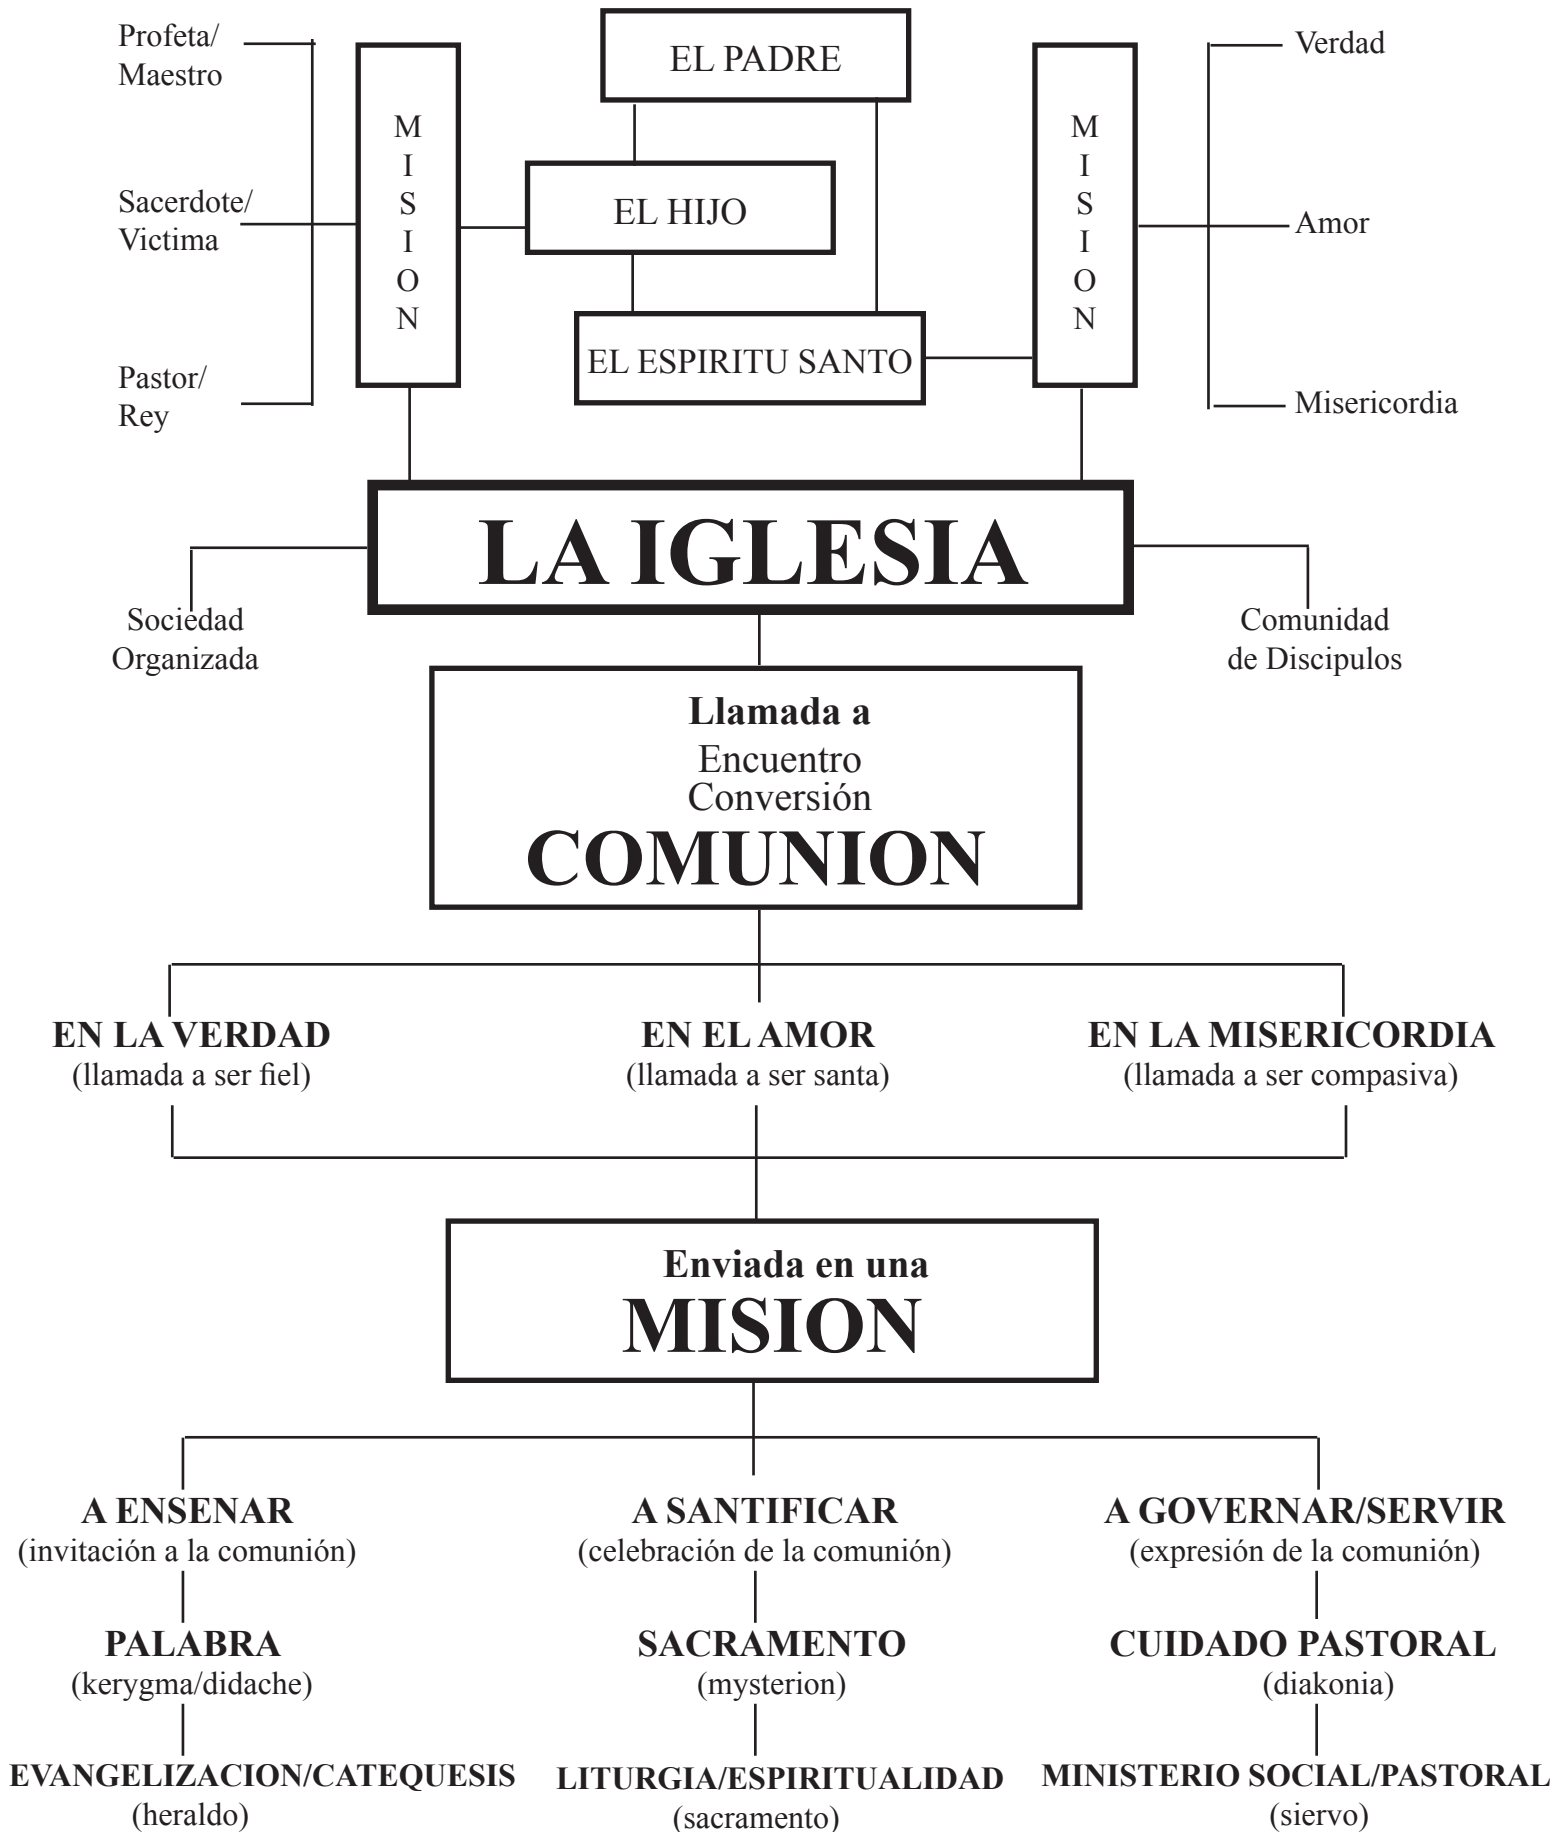 Profeta/
Maestro
Sacerdote/
Victima
Pastor/
Rey
MISION
EL PADRE
EL HIJO
EL ESPIRITU SANTO
MISION
Verdad
Amor
Misericordia
LA IGLESIA
Sociedad
Organizada
Comunidad
de Discipulos
Llamada a
Encuentro
Conversión
COMUNION
EN LA VERDAD
(llamada a ser fiel)
EN EL AMOR
(llamada a ser santa)
EN LA MISERICORDIA
(llamada a ser compasiva)
Enviada en una
MISION
A ENSENAR
(invitación a la comunión)
A SANTIFICAR
(celebración de la comunión)
A GOVERNAR/SERVIR
(expresión de la comunión)
PALABRA
(kerygma/didache)
SACRAMENTO
(mysterion)
CUIDADO PASTORAL
(diakonia)
EVANGELIZACION/CATEQUESIS
(heraldo)
LITURGIA/ESPIRITUALIDAD
(sacramento)
MINISTERIO SOCIAL/PASTORAL
(siervo)